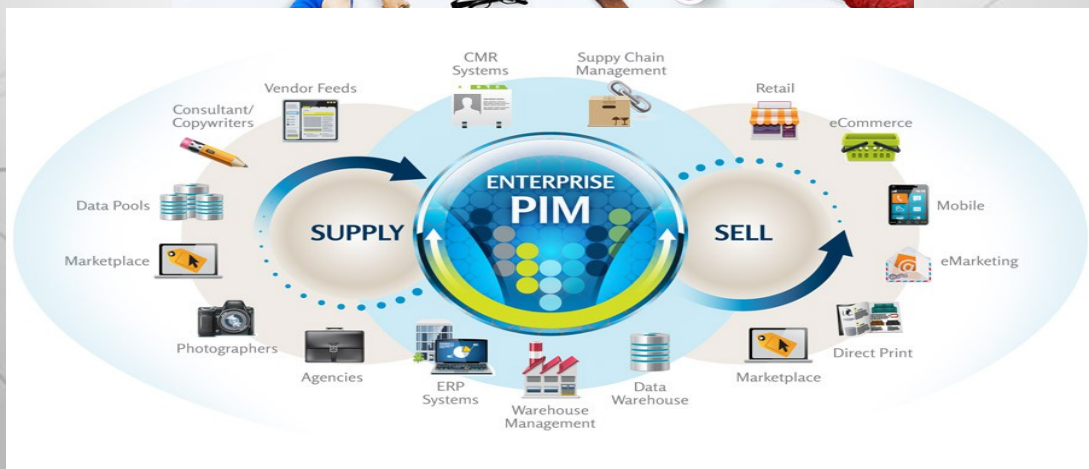 CMR
Systems
Suppy Chain
Management
Vendor Feeds
Retail
Consultant/
Copywriters
eCommerce
ENTERPRISE
PIM
Data Pools
Mobile
SUPPLY
SELL
Marketplace
eMarketing
Photographers
Direct Print
Agencies
ERP
Systems
Warehouse
Management
Data
Warehouse
Marketplace